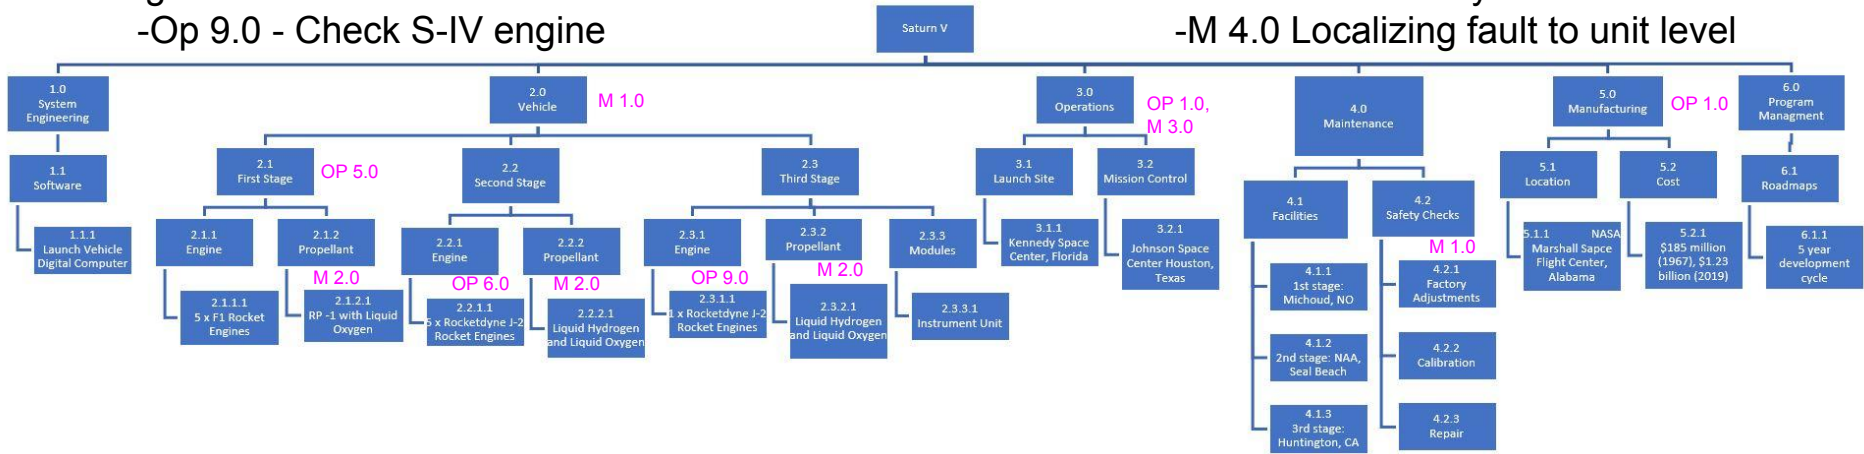 -Op 9.0 - Check S-IV engine
-M 4.0 Localizing fault to unit level
Saturn V
1.0
System
Engineering
1.1
Software
1.1.1
Launch Vehicle
Digital Computer
2.0
Vehicle
M 1.0
2.1
First Stage
OP 5.0
2.1.1
Engine
2.1.1.1
5 x F1 Rocket
Engines
2.1.2
Propellant
M 2.0
2.1.2.1
RP -1 with Liquid
Oxygen
2.2
Second Stage
2.2.1
Engine
OP 6.0
2.2.1.1
5 x Rocketdyne J-2
Rocket Engines
2.2.2
Propellant
M 2.0
2.2.2.1
Liquid Hydrogen
and Liquid Oxygen
2.3
Third Stage
2.3.1
Engine
OP 9.0
2.3.1.1
1 x Rocketdyne J-2
Rocket Engines
2.3.2
Propellant
M 2.0
2.3.2.1
Liquid Hydrogen
and Liquid Oxygen
2.3.3
Modules
2.3.3.1
Instrument Unit
3.0
Operations
OP 1.0,
M 3.0
3.1
Launch Site
3.1.1
Kennedy Space
Center, Florida
3.2
Mission Control
3.2.1
Johnson Space
Center Houston,
Texas
4.0
Maintenance
4.1
Facilities
4.1.1
1st stage:
Michoud, NO
4.1.2
2nd stage: NAA,
Seal Beach
4.1.3
3rd stage:
Huntington, CA
4.2
Safety Checks
M 1.0
4.2.1
Factory
Adjustments
4.2.2
Calibration
4.2.3
Repair
5.0
Manufacturing
OP 1.0
5.1
Location
5.1.1 NASA
Marshall Sapce
Flight Center,
Alabama
5.2
Cost
5.2.1
$185 million
(1967), $1.23
billion (2019)
6.0
Program
Managment
6.1
Roadmaps
6.1.1
5 year
development
cycle